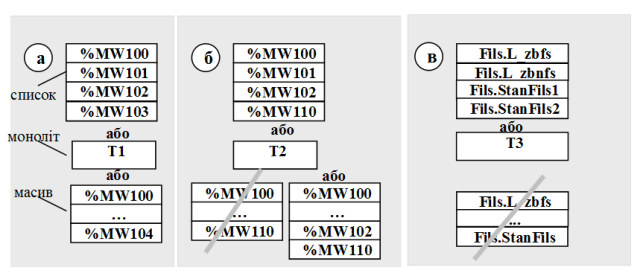 а
%MW100
%MW101
список
%MW102
%MW103
або
моноліт
T1
або
масив
%MW100
...
%MW104
б
%MW100
%MW101
%MW102
%MW110
або
T2
або
%MW100
...
%MW110
%MW100
...
%MW102
%MW110
в
Fils.L_zbfs
Fils.L_zbnfs
Fils.StanFils1
Fils.StanFils2
або
T3
Fils.L_zbfs
...
Fils.StanFils